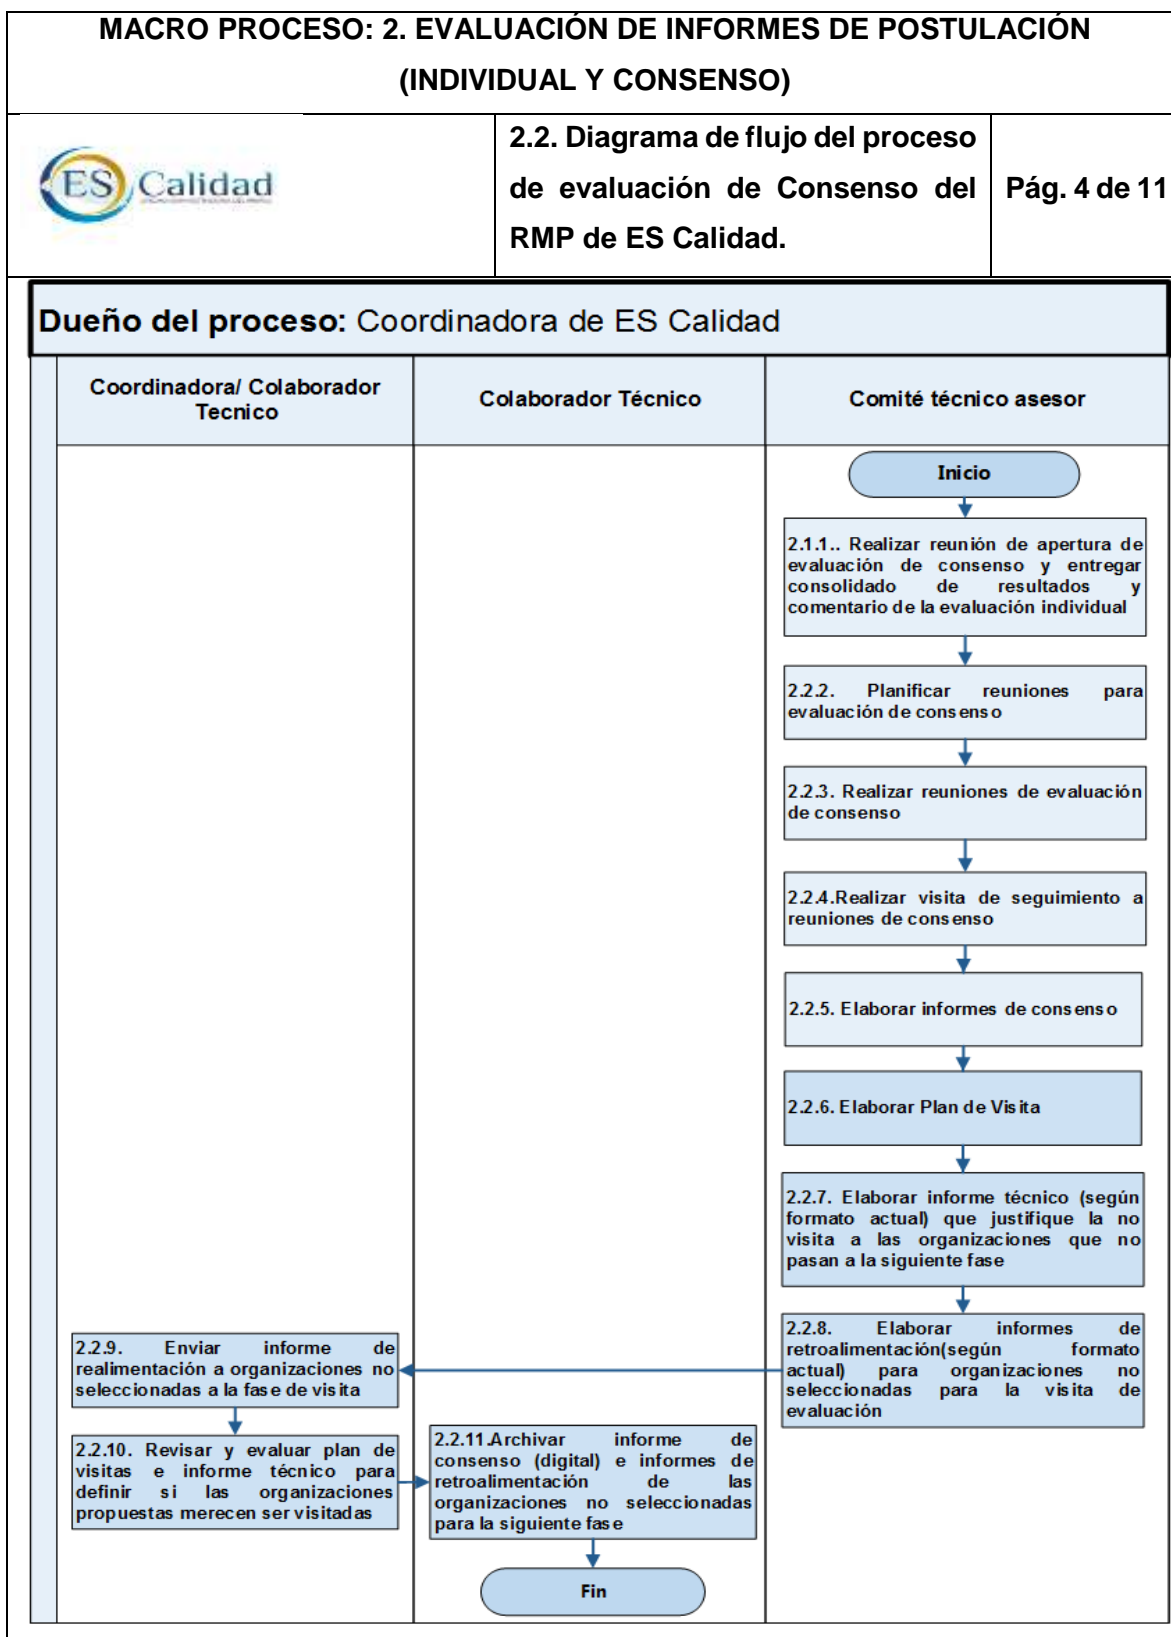 MACRO PROCESO: 2. EVALUACIÓN DE INFORMES DE POSTULACIÓN
(INDIVIDUAL Y CONSENSO)
ES Calidad
2.2. Diagrama de flujo del proceso
de evaluación de Consenso del
RMP de ES Calidad.
Pág. 4 de 11
Dueño del proceso: Coordinadora de ES Calidad
Coordinadora/ Colaborador
Tecnico
Colaborador Técnico
Comité técnico asesor
Inicio
2.1.1.. Realizar reunión de apertura de
evaluación de consenso y entregar
consolidado de resultados y
comentario de la evaluación individual
2.2.2. Planificar reuniones para
evaluación de consenso
2.2.3. Realizar reuniones de evaluación
de consenso
2.2.4.Realizar visita de seguimiento a
reuniones de consenso
2.2.5. Elaborar informes de consenso
2.2.6. Elaborar Plan de Visita
2.2.7. Elaborar informe técnico (según
formato actual) que justifique la no
visita a las organizaciones que no
pasan a la siguiente fase
2.2.8. Elaborar informes de
retroalimentación(según formato
actual) para organizaciones no
seleccionadas para la visita de
evaluación
2.2.9. Enviar informe de
realimentación a organizaciones no
seleccionadas a la fase de visita
2.2.10. Revisar y evaluar plan de
visitas e informe técnico para
definir si las organizaciones
propuestas merecen ser visitadas
2.2.11.Archivar informe de
consenso (digital) e informes de
retroalimentación de las
organizaciones no seleccionadas
para la siguiente fase
Fin